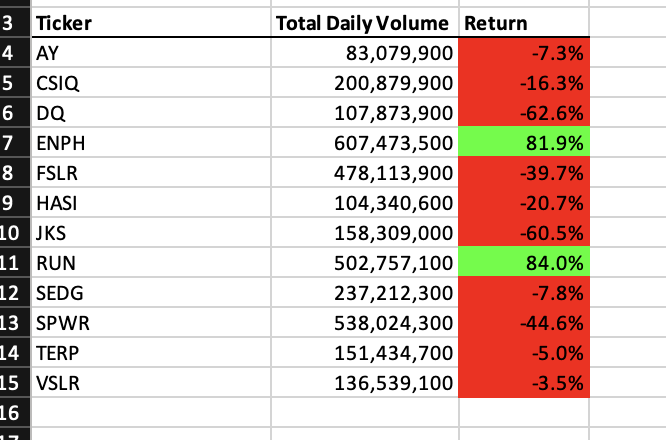 3 Ticker Total Daily Volume Return
4 AY 83,079,900 -7.3%
5 CSIQ 200,879,900 -16.3%
6 DQ 107,873,900 -62.6%
7 ENPH 607,473,500 81.9%
8 FSLR 478,113,900 -39.7%
9 HASI 104,340,600 -20.7%
10 JKS 158,309,000 -60.5%
11 RUN 502,757,100 84.0%
12 SEDG 237,212,300 -7.8%
13 SPWR 538,024,300 -44.6%
14 TERP 151,434,700 -5.0%
15 VSLR 136,539,100 -3.5%
16
17